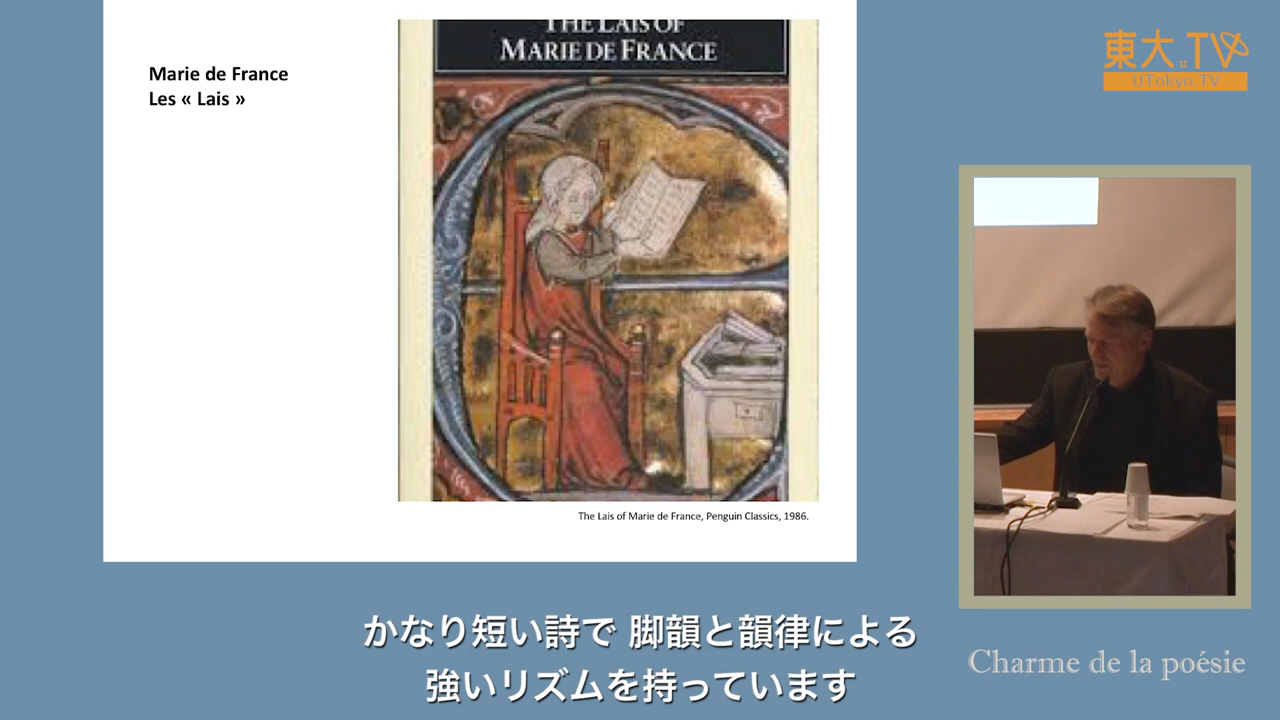 Marie de France
Les « Lais »
THE LAIS OF
MARIE DE FRANCE
The Lais of Marie de France, Penguin Classics, 1986.
東大.TV
UTokyo.TV
かなり短い詩で 脚韻と韻律による
強いリズムを持っています
Charme de la poésie